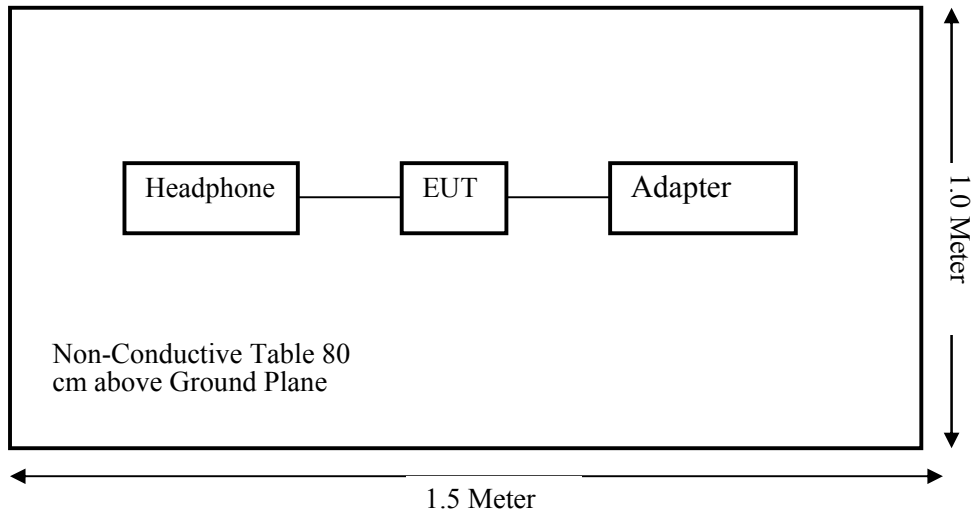 Headphone
EUT
Adapter
1.0 Meter
Non-Conductive Table 80
cm above Ground Plane
1.5 Meter